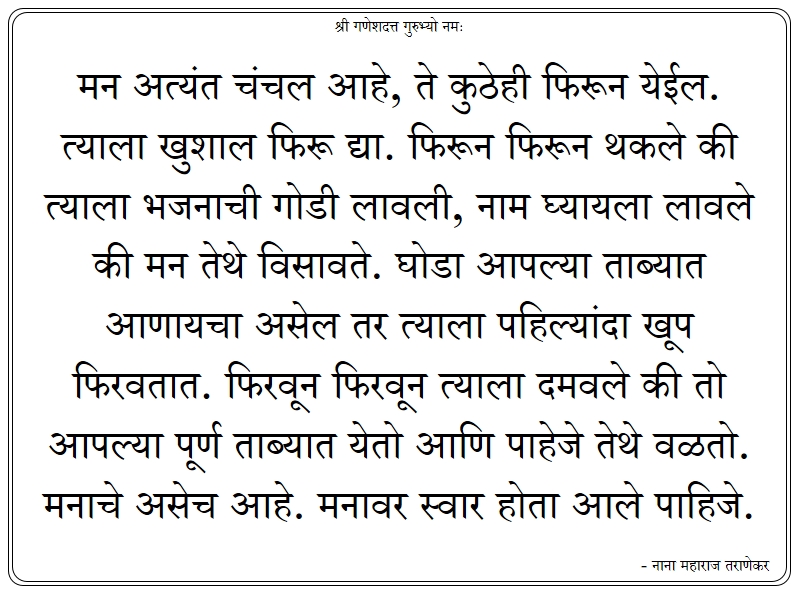 श्री गणेशदत्त गुरुभ्यो नमः
मन अत्यंत चंचल आहे, ते कुठेही फिरून येईल.
त्याला खुशाल फिरू द्या. फिरून फिरून थकले की
त्याला भजनाची गोडी लावली, नाम घ्यायला लावले
की मन तेथे विसावते. घोडा आपल्या ताब्यात
आणायचा असेल तर त्याला पहिल्यांदा खूप
फिरवतात. फिरवून फिरवून त्याला दमवले की तो
आपल्या पूर्ण ताब्यात येतो आणि पाहेजे तेथे वळतो.
मनाचे असेच आहे. मनावर स्वार होता आले पाहिजे.
- नाना महाराज तराणेकर